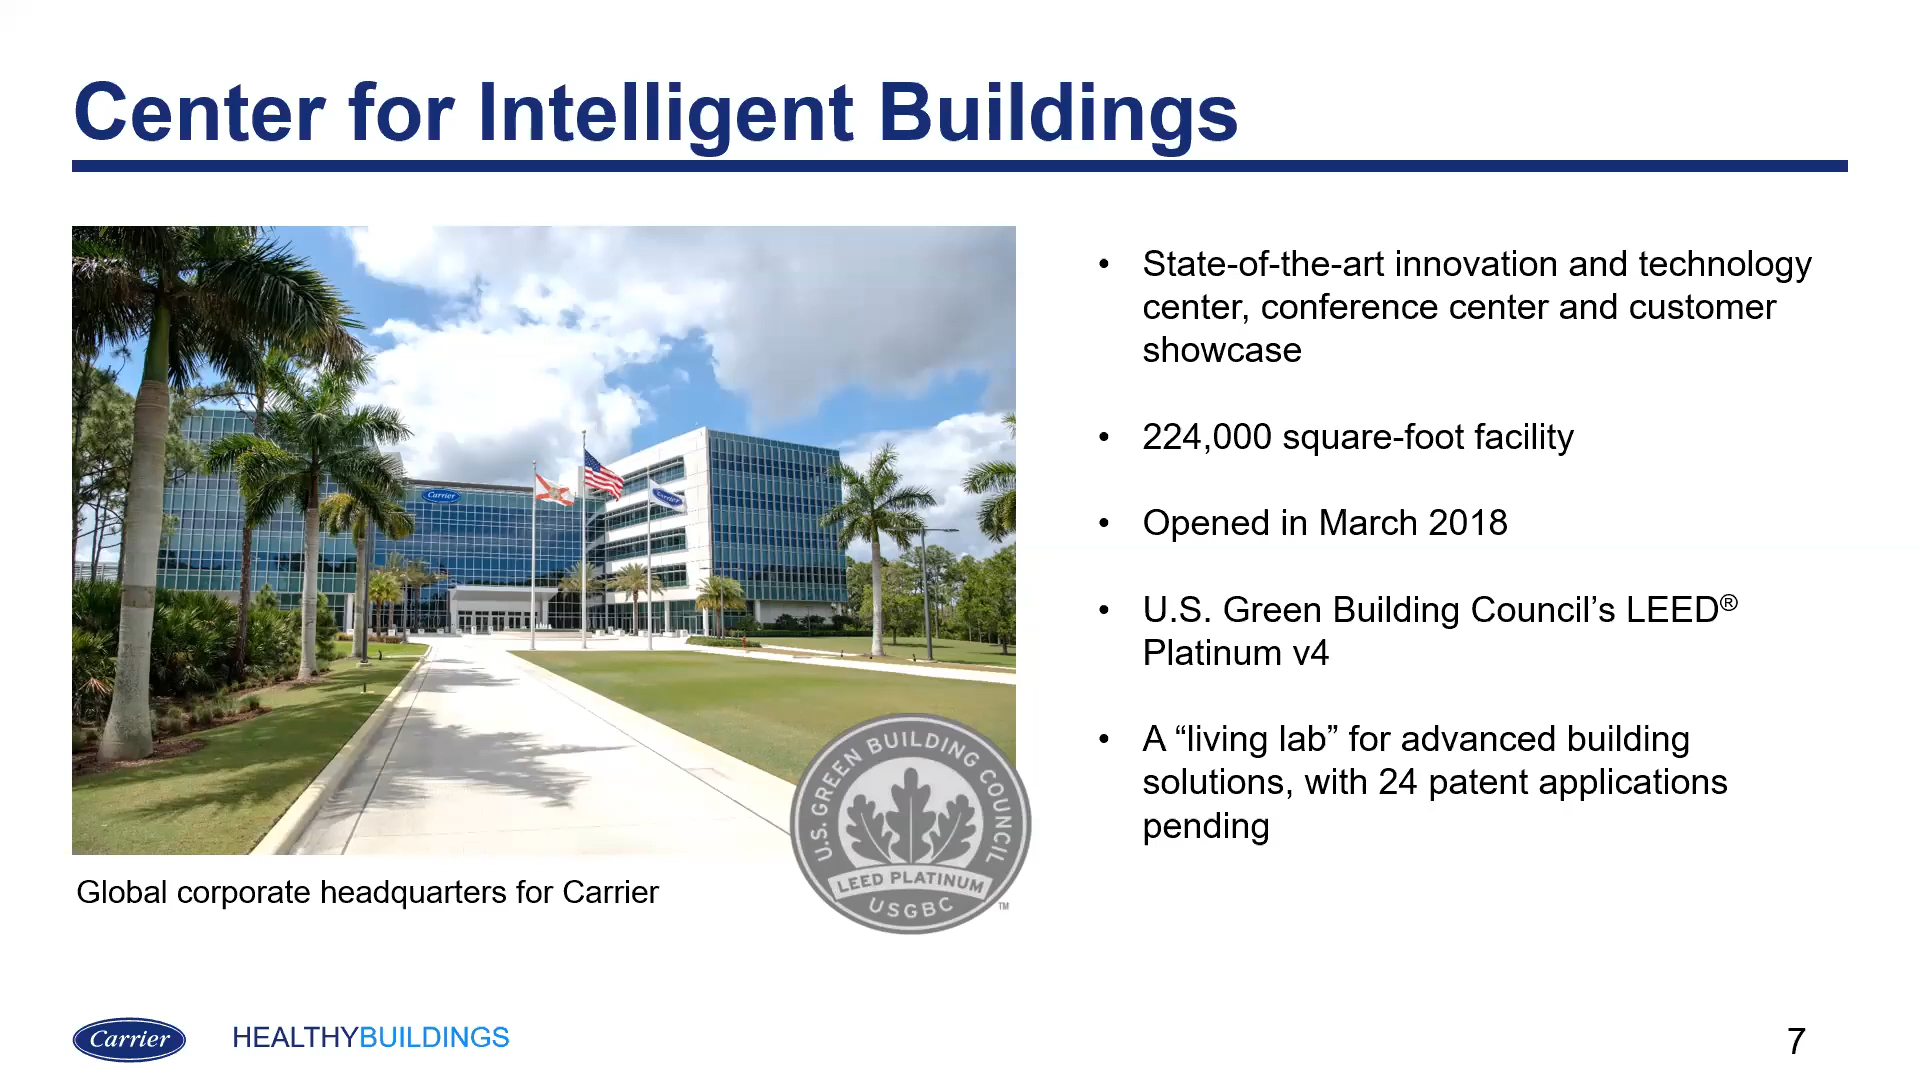 Center for Intelligent Buildings
Carrier
Carrier
U.S. GREEN BUILDING COUNCIL
LEED PLATINUM
USGBC
™
Global corporate headquarters for Carrier
• State-of-the-art innovation and technology
center, conference center and customer
showcase
• 224,000 square-foot facility
• Opened in March 2018
• U.S. Green Building Council’s LEED®
Platinum v4
• A “living lab” for advanced building
solutions, with 24 patent applications
pending
Carrier
HEALTHYBUILDINGS
7